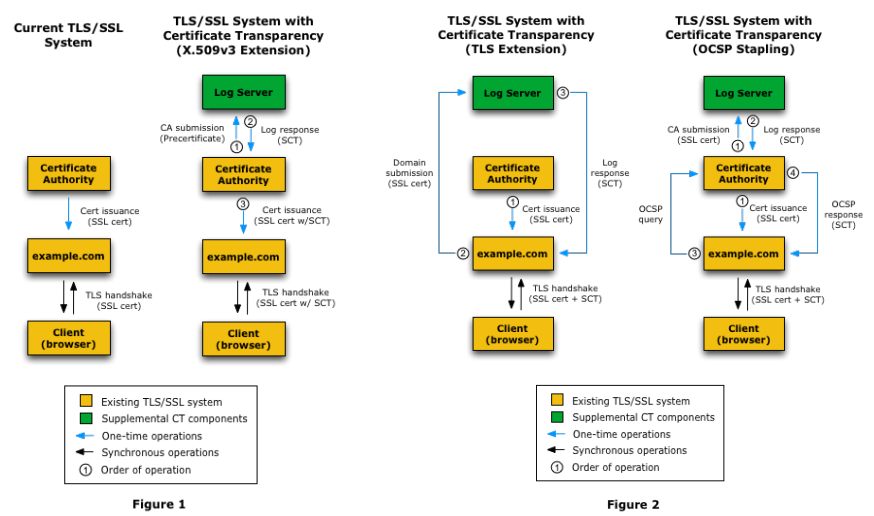 Current TLS/SSL
System
Certificate
Authority
Cert issuance
(SSL cert)
example.com
TLS handshake
(SSL cert)
Client
(browser)
TLS/SSL System with
Certificate Transparency
(X.509v3 Extension)
Log Server
CA submission
(Precertificate)
2
Log response
(SCT)
1
Certificate
Authority
3
Cert issuance
(SSL cert w/SCT)
example.com
TLS handshake
(SSL cert w/ SCT)
Client
(browser)
Existing TLS/SSL system
Supplemental CT components
One-time operations
Synchronous operations
1 Order of operation
Figure 1
TLS/SSL System with
Certificate Transparency
(TLS Extension)
Log Server
3
Domain
submission
(SSL cert)
Certificate
Authority
Log
response
(SCT)
1
Cert issuance
(SSL cert)
2
example.com
TLS handshake
(SSL cert + SCT)
Client
(browser)
TLS/SSL System with
Certificate Transparency
(OCSP Stapling)
Log Server
CA submission
(SSL cert)
2
Log response
(SCT)
1
Certificate
Authority
4
1
Cert issuance
(SSL cert)
OCSP
query
OCSP
response
(SCT)
3
example.com
TLS handshake
(SSL cert + SCT)
Client
(browser)
Existing TLS/SSL system
Supplemental CT components
One-time operations
Synchronous operations
1 Order of operation
Figure 2